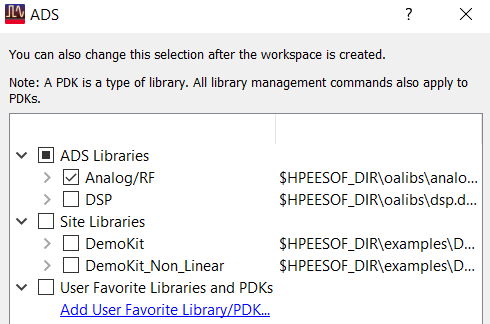 ADS
?
You can also change this selection after the workspace is created.
Note: A PDK is a type of library. All library management commands also apply to
PDKs.
ADS Libraries
Analog/RF $HPEESOF_DIR\oalibs\analo...
DSP $HPEESOF_DIR\oalibs\dsp.d...
Site Libraries
DemoKit $HPEESOF_DIR\examples\D...
DemoKit_Non_Linear $HPEESOF_DIR\examples\D...
User Favorite Libraries and PDKs
Add User Favorite Library/PDK...